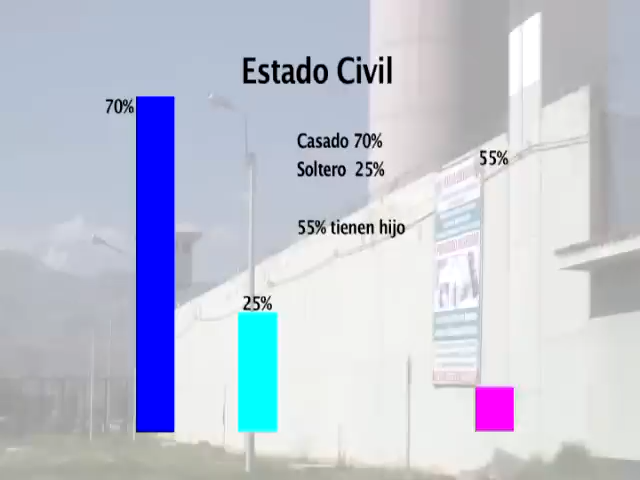 Estado Civil
70%
Casado 70%
Soltero 25%
55%
55% tienen hijo
25%